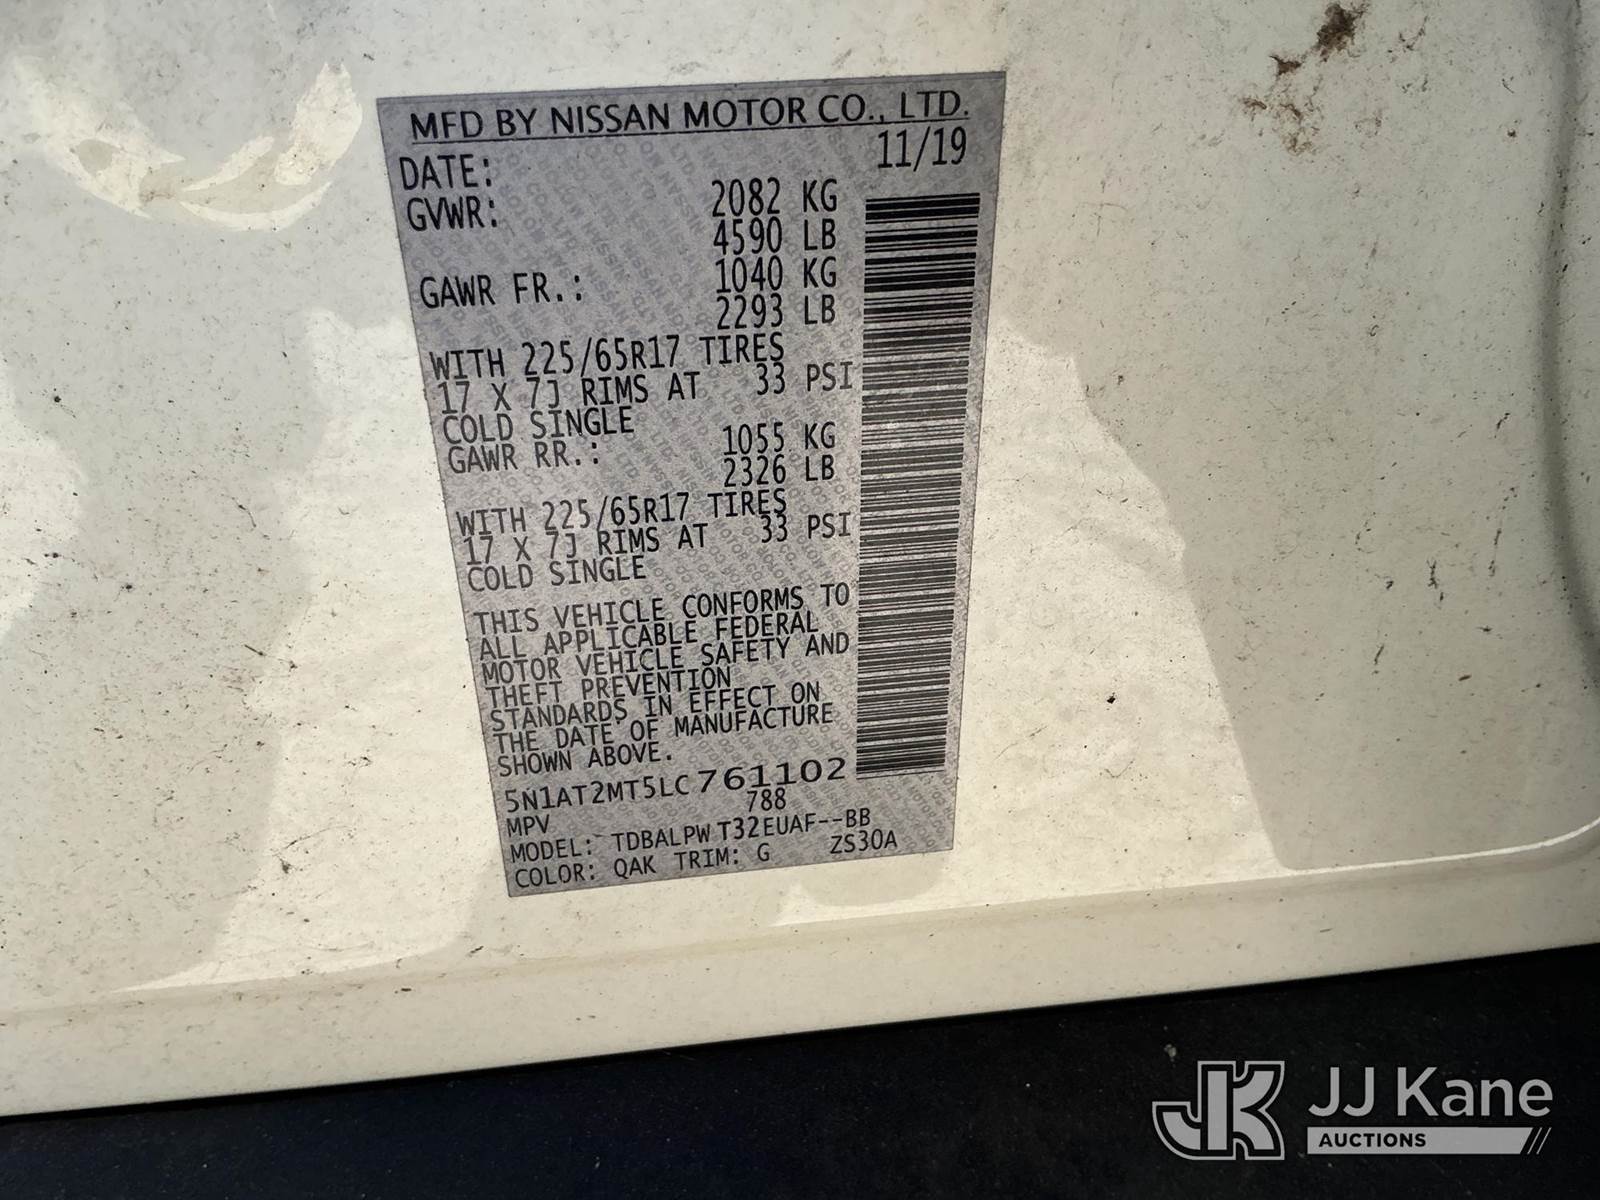 MFD BY NISSAN MOTOR CO., LTD.
DATE: 11/19
GVWR: 2082 KG
4590 LB
GAWR FR.: 1040 KG
2293 LB
WITH 225/65R17 TIRES
17 X 7J RIMS AT 33 PSI
COLD SINGLE
GAWR RR.: 1055 KG
2326 LB
WITH 225/65R17 TIRES
17 X 7J RIMS AT 33 PSI
COLD SINGLE
THIS VEHICLE CONFORMS TO
ALL APPLICABLE FEDERAL
MOTOR VEHICLE SAFETY AND
THEFT PREVENTION
STANDARDS IN EFFECT ON
THE DATE OF MANUFACTURE
SHOWN ABOVE.
5N1AT2MT5LC761102
MPV 788
MODEL: TDBALPW T32EUAF--BB
COLOR: QAK TRIM: G ZS30A
JK JJ Kane
AUCTIONS